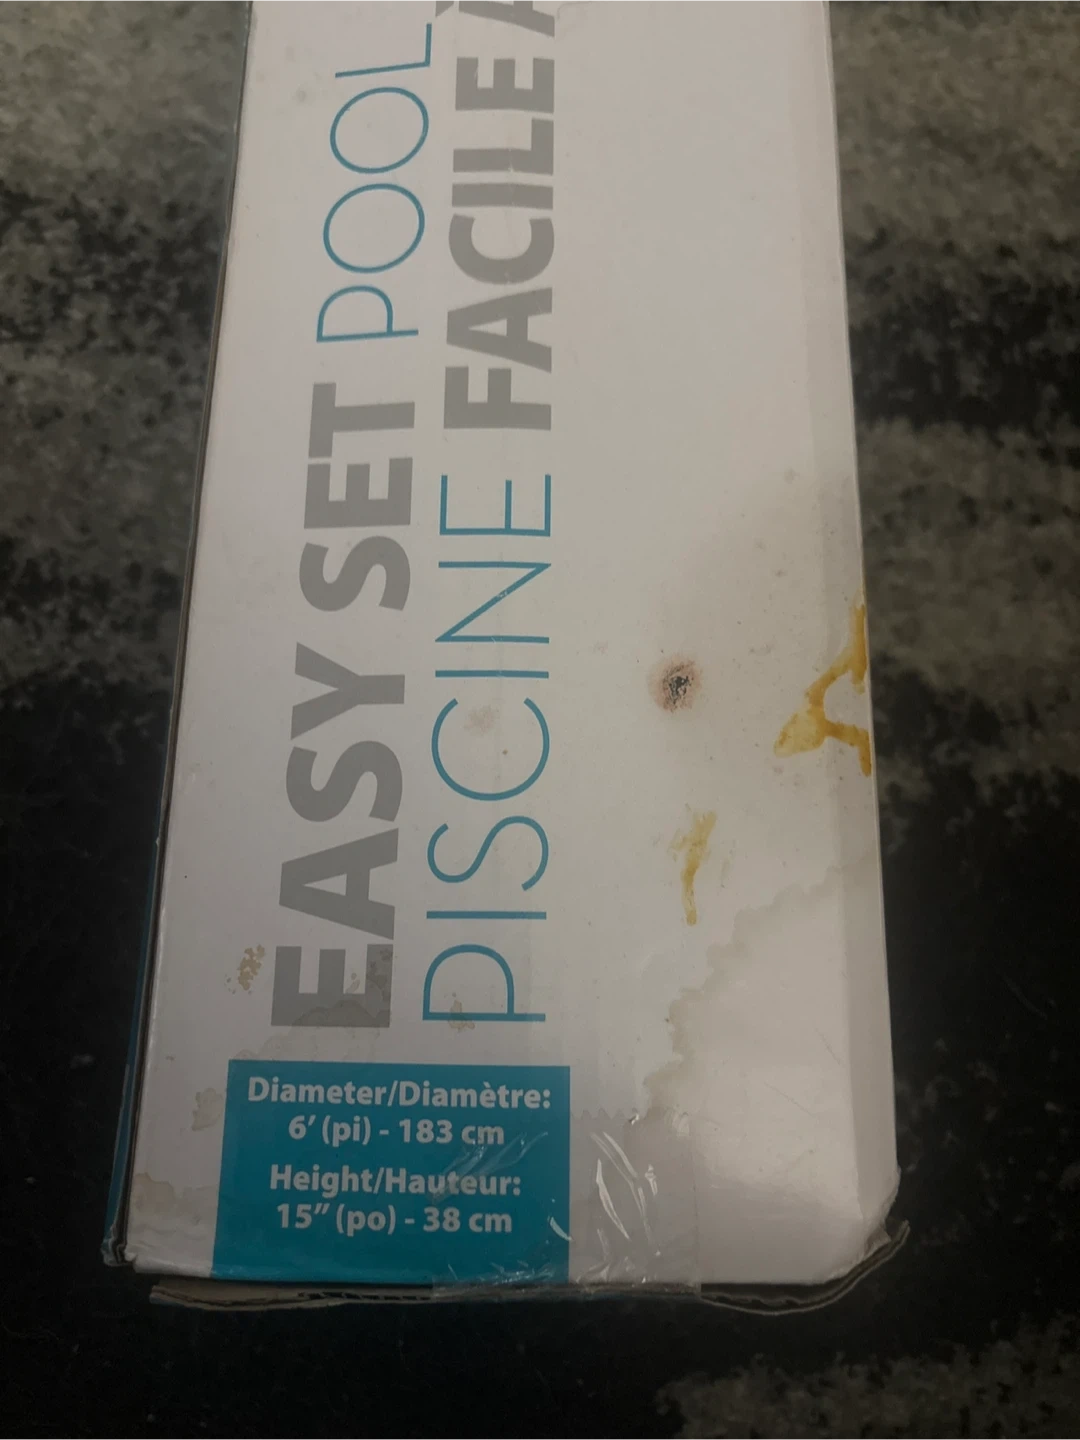 EASY SET POOL
PISCINE FACILE
Diameter/Diamètre:
6' (pi) - 183 cm
Height/Hauteur:
15" (po) - 38 cm